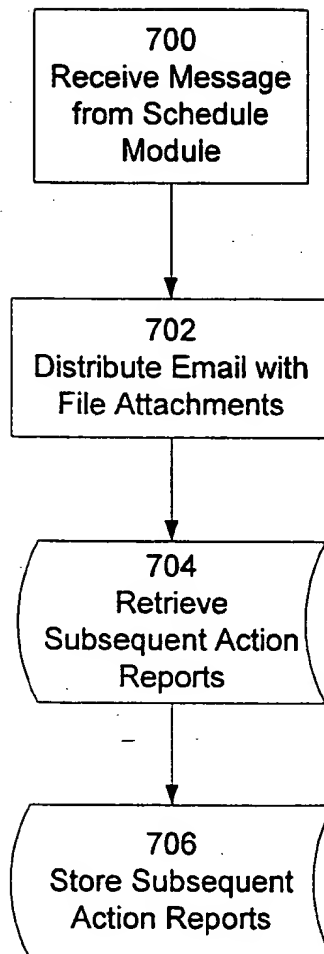 700
Receive Message
from Schedule
Module
702
Distribute Email with
File Attachments
704
Retrieve
Subsequent Action
Reports
706
Store Subsequent
Action Reports